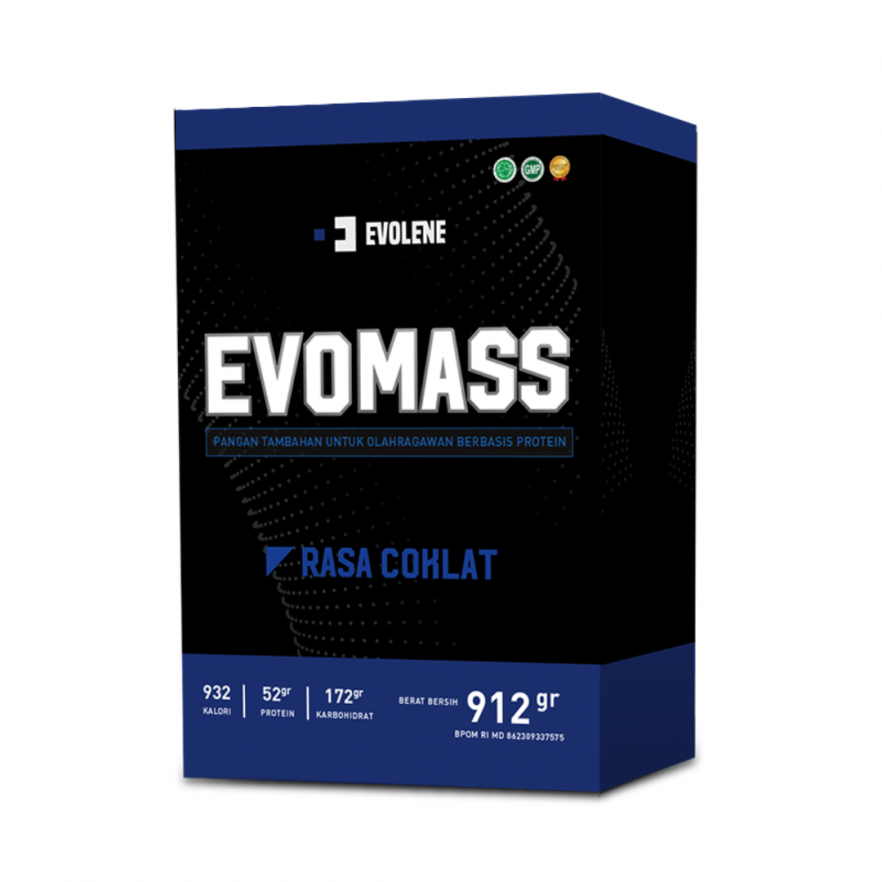 GMP
EVOLENE
EVOMASS
PANGAN TAMBAHAN UNTUK OLAHRAGAWAN BERBASIS PROTEIN
RASA COKLAT
932 KALORI
52gr PROTEIN
172gr KARBOHIDRAT
BERAT BERSIH 912 gr
BPOM RI MD 862309337575